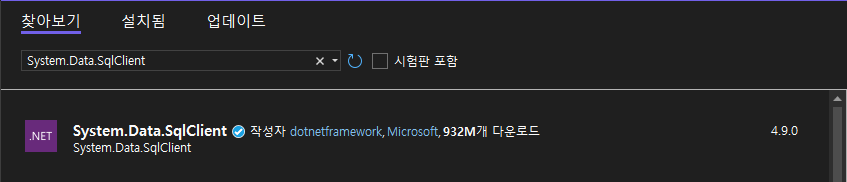 찾아보기 설치됨 업데이트
System.Data.SqlClient 시험판 포함
.NET System.Data.SqlClient 작성자 dotnetframework, Microsoft, 932M개 다운로드 4.9.0
System.Data.SqlClient